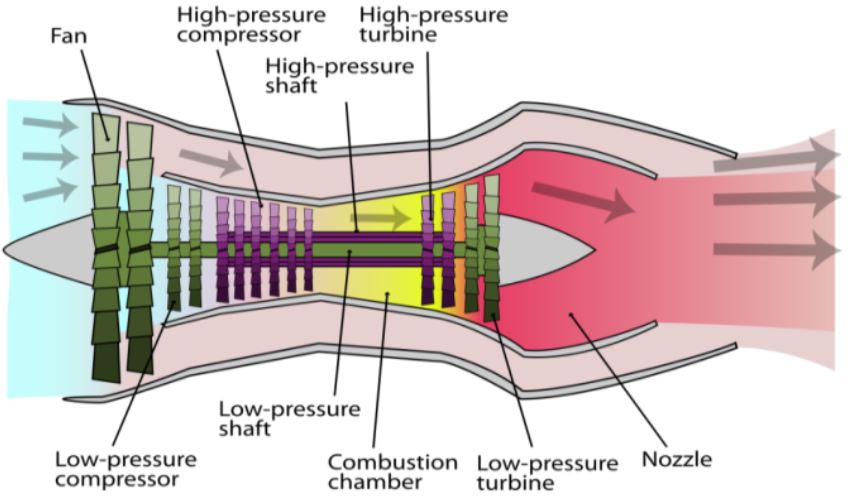 Fan
High-pressure
compressor
High-pressure
turbine
High-pressure
shaft
Low-pressure
shaft
Low-pressure
compressor
Combustion
chamber
Low-pressure
turbine
Nozzle